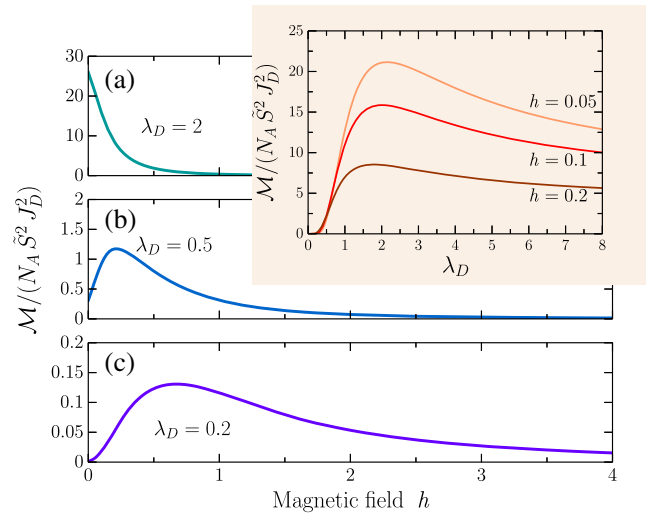 (a)
λ_D = 2
30
20
10
0
(b)
λ_D = 0.5
2
1.5
1
0.5
0
M/(N_A S̃² J_D²)
(c)
λ_D = 0.2
0.2
0.15
0.1
0.05
0
0 1 2 3 4
Magnetic field h
M/(N_A S̃² J_D²)
25
20
15
10
5
0
h = 0.05
h = 0.1
h = 0.2
0 1 2 3 4 5 6 7 8
λ_D